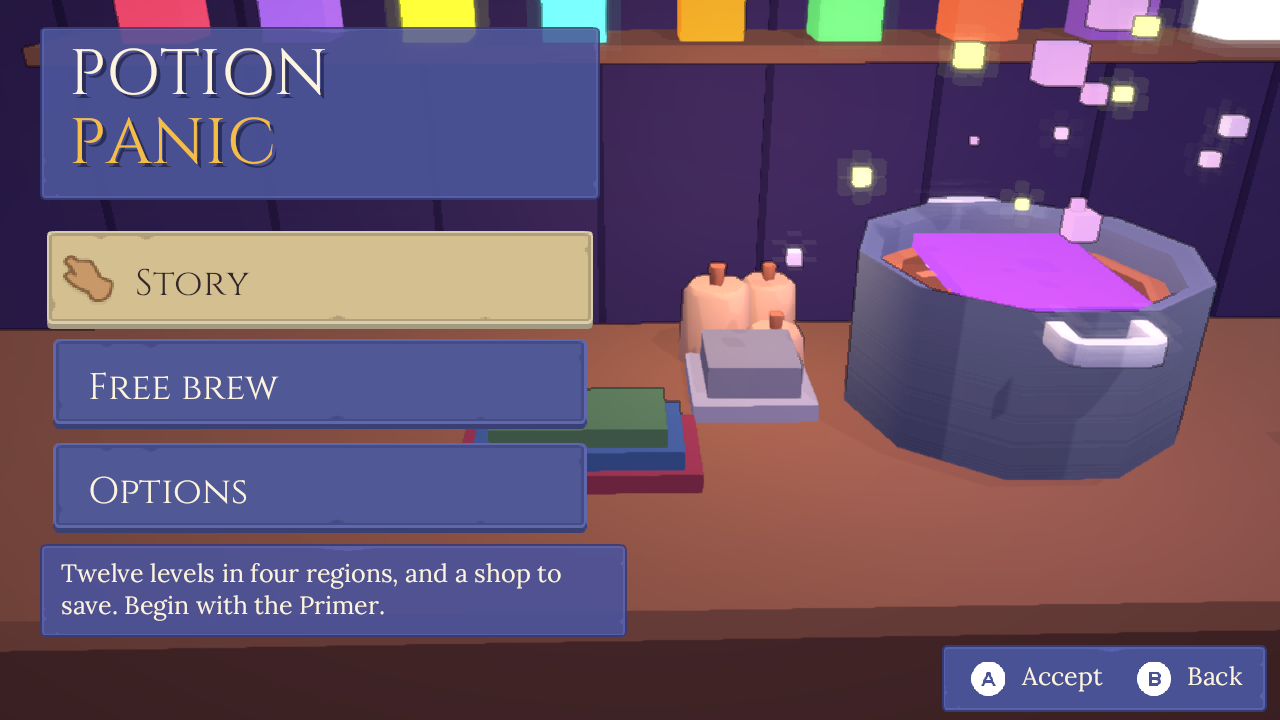 POTION
PANIC
Story
Free brew
Options
Twelve levels in four regions, and a shop to
save. Begin with the Primer.
A Accept B Back